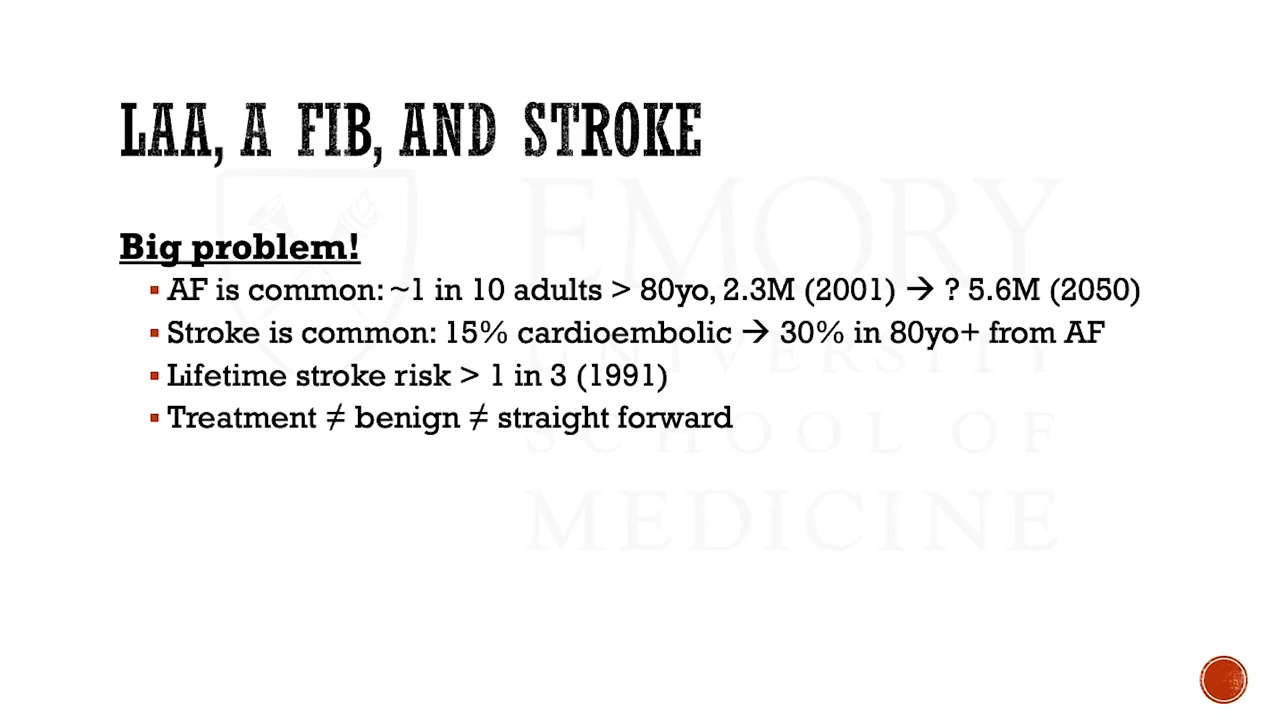 LAA, A FIB, AND STROKE
Big problem!
▪ AF is common: ~1 in 10 adults > 80yo, 2.3M (2001) → ? 5.6M (2050)
▪ Stroke is common: 15% cardioembolic → 30% in 80yo+ from AF
▪ Lifetime stroke risk > 1 in 3 (1991)
▪ Treatment ≠ benign ≠ straight forward
EMORY
UNIVERSITY
SCHOOL OF
MEDICINE